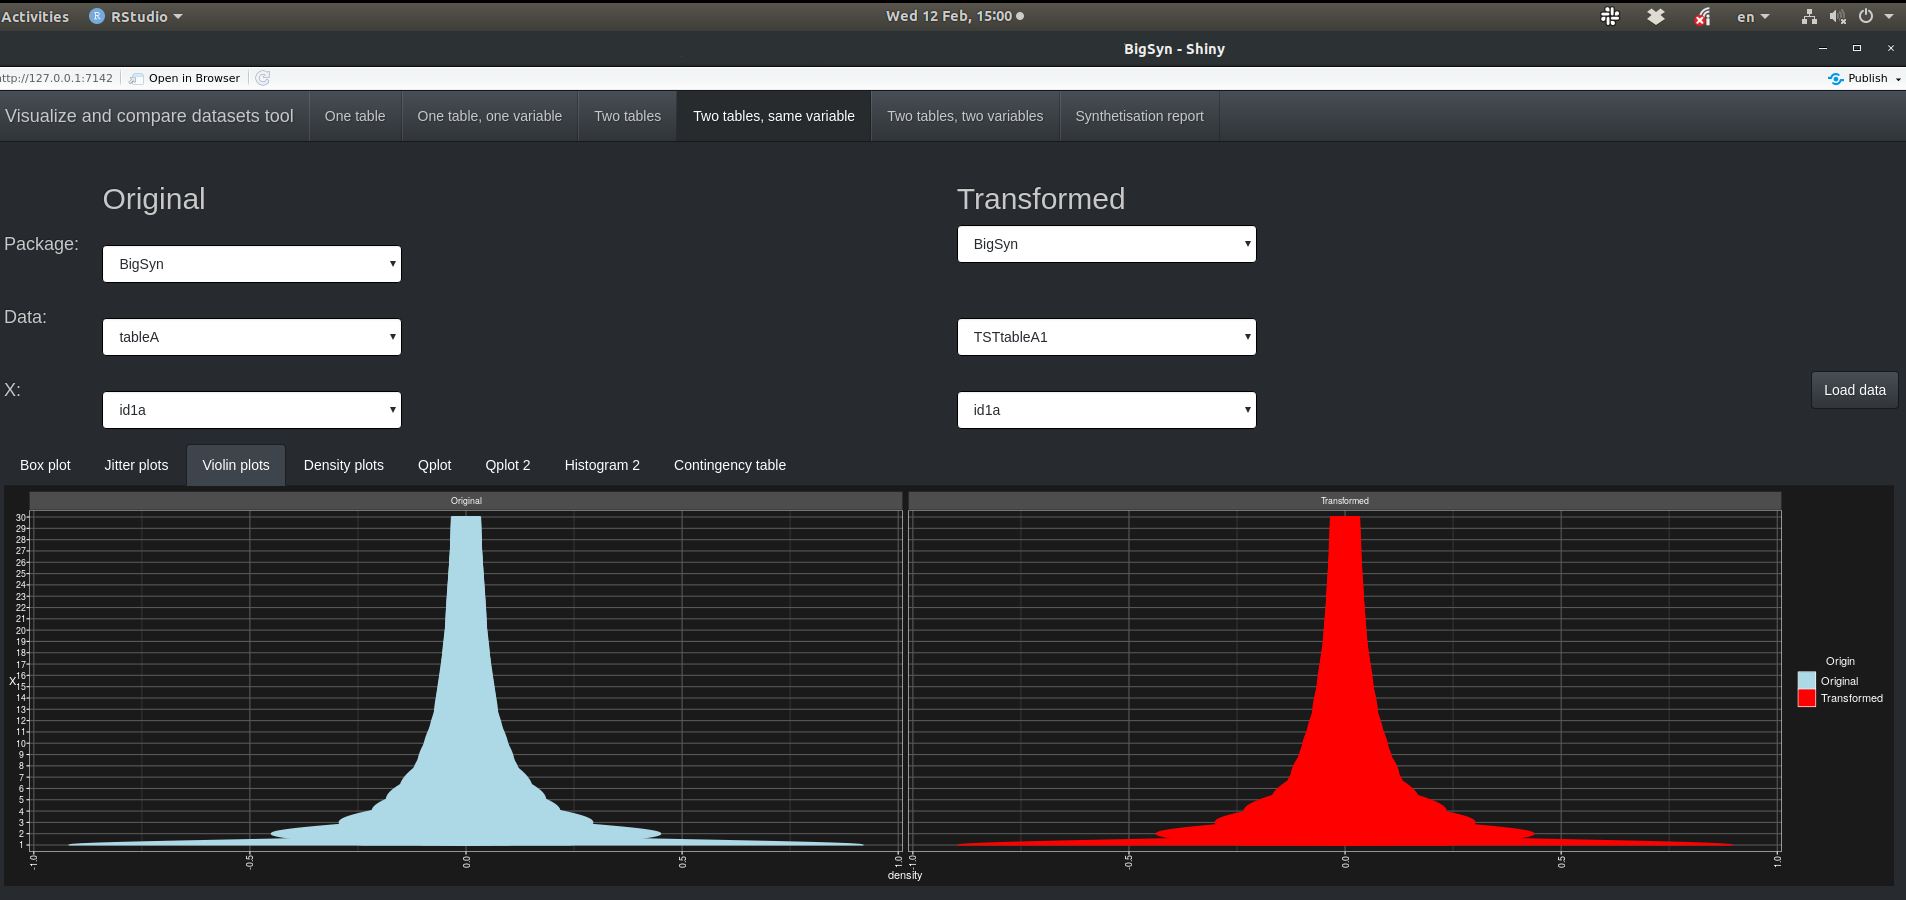 Activities RStudio Wed 12 Feb, 15:00 en
BigSyn - Shiny
ttp://127.0.0.1:7142 Open in Browser Publish
Visualize and compare datasets tool One table One table, one variable Two tables Two tables, same variable Two tables, two variables Synthetisation report
Original Transformed
Package: BigSyn BigSyn
Data: tableA TSTtableA1
X: id1a id1a Load data
Box plot Jitter plots Violin plots Density plots Qplot Qplot 2 Histogram 2 Contingency table
Original Transformed
30
29
28
27
26
25
24
23
22
21
20
19
18
17
16
15
14
13
12
11
10
9
8
7
6
5
4
3
2
1
X
-1.0 -0.5 0.0 0.5 1.0 -1.0 -0.5 0.0 0.5 1.0
density
Origin
Original
Transformed